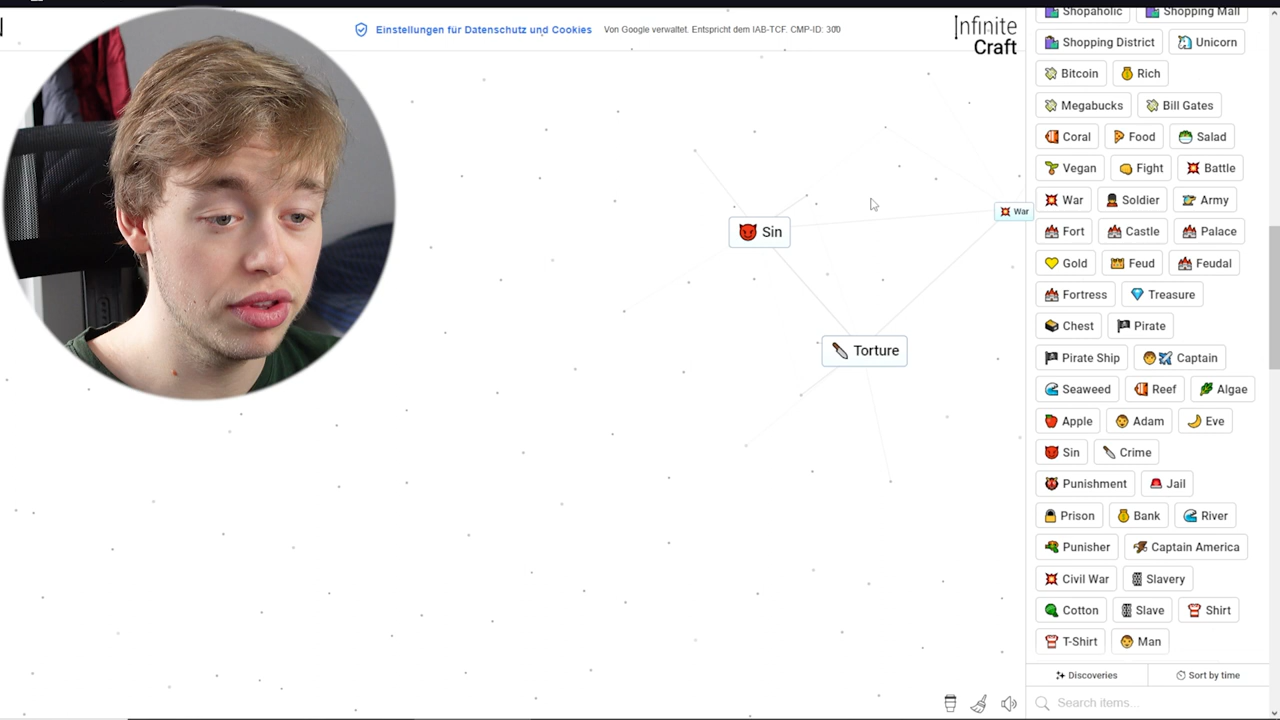 Shopaholic Shopping Mall
Einstellungen für Datenschutz und Cookies Von Google verwaltet. Entspricht dem IAB-TCF. CMP-ID: 300
Infinite
Craft
Shopping District Unicorn
Bitcoin Rich
Megabucks Bill Gates
Coral Food Salad
Vegan Fight Battle
War Soldier Army
War
Sin
Fort Castle Palace
Gold Feud Feudal
Fortress Treasure
Chest Pirate
Torture
Pirate Ship Captain
Seaweed Reef Algae
Apple Adam Eve
Sin Crime
Punishment Jail
Prison Bank River
Punisher Captain America
Civil War Slavery
Cotton Slave Shirt
T-Shirt Man
Discoveries Sort by time
Search items...